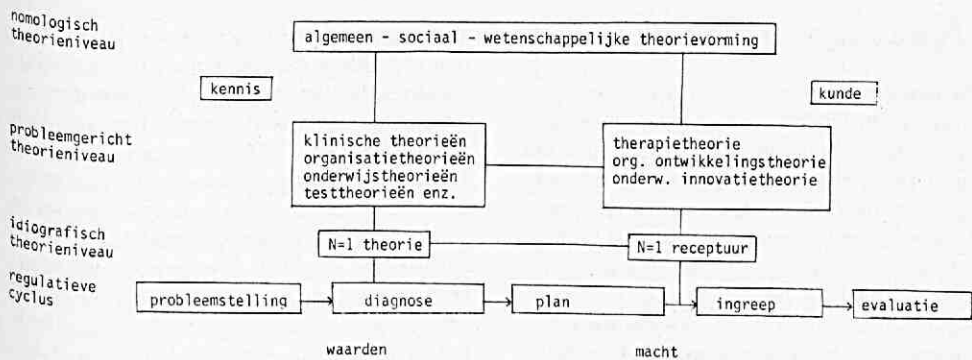 nomologisch
theorieniveau
algemeen - sociaal - wetenschappelijke theorievorming
kennis
kunde
probleemgericht
theorieniveau
klinische theorieën
organisatietheorieën
onderwijstheorieën
testtheorieën enz.
therapietheorie
org. ontwikkelingstheorie
onderw. innovatietheorie
idiografisch
theorieniveau
N=1 theorie
N=1 receptuur
regulatieve
cyclus
probleemstelling
diagnose
plan
ingreep
evaluatie
waarden
macht